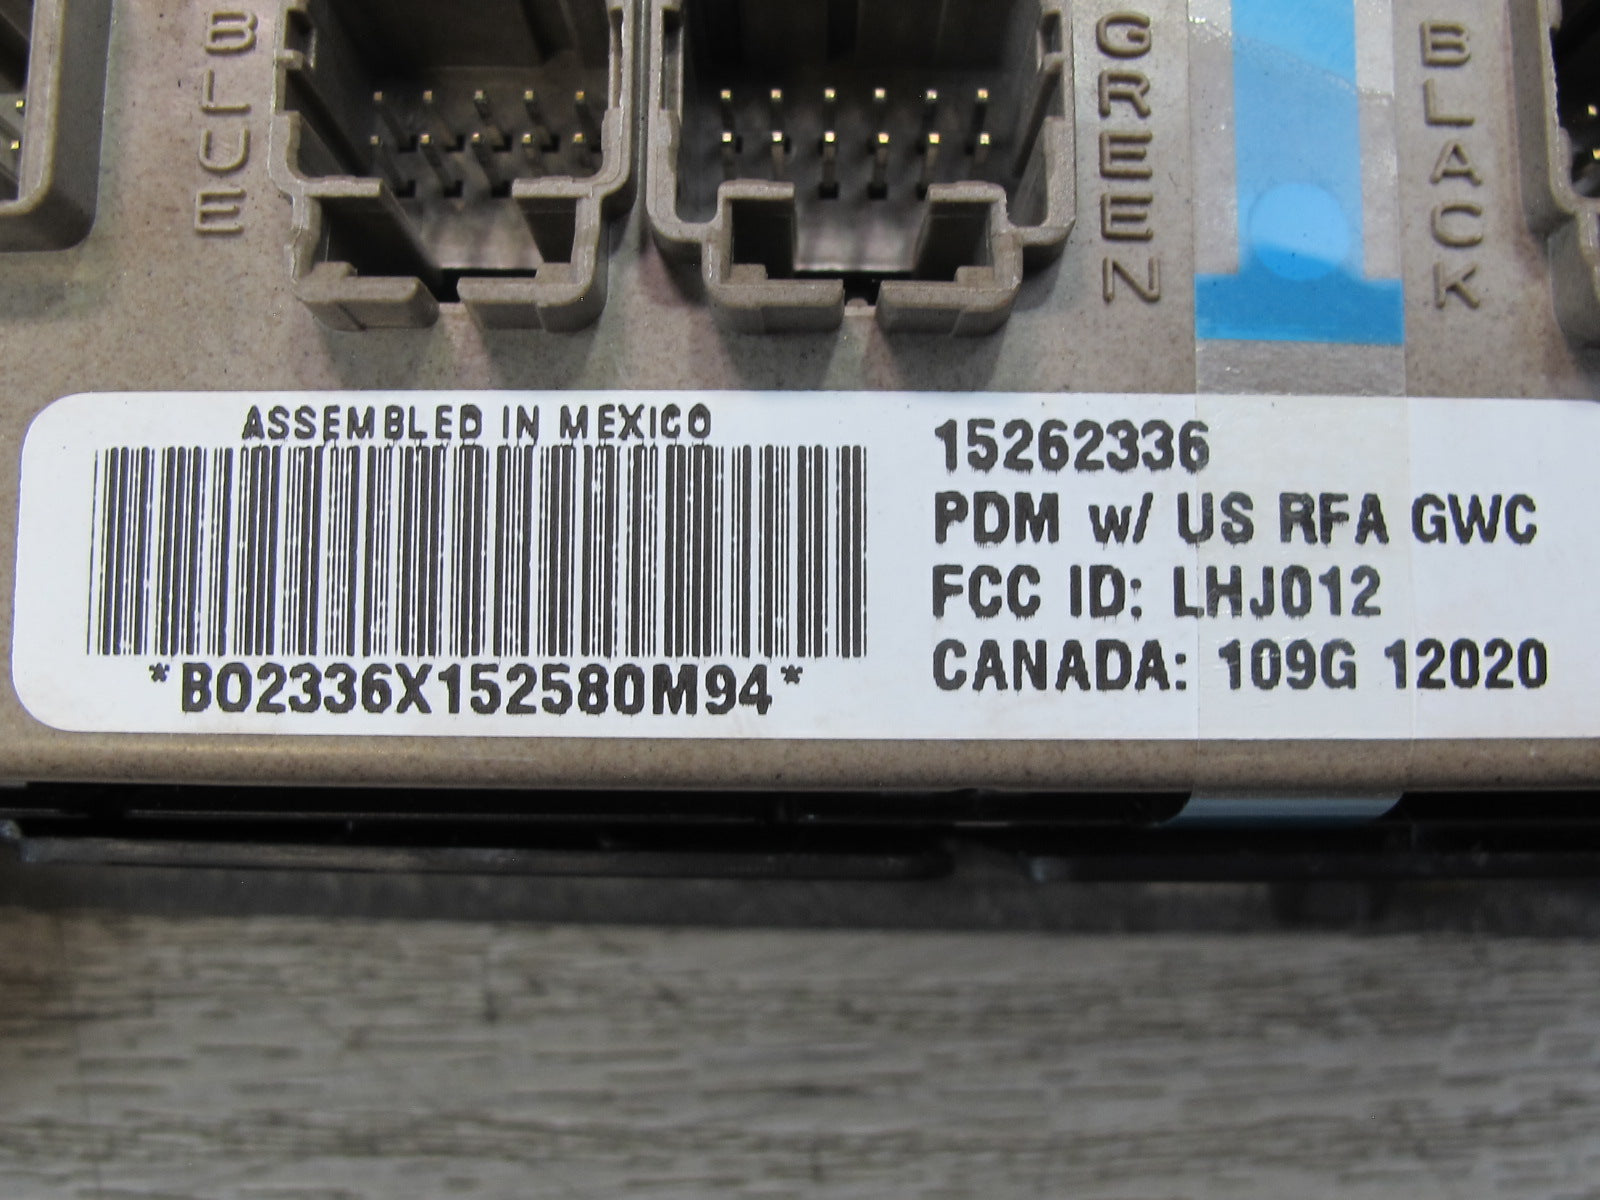 BLUE
GREEN
BLACK
ASSEMBLED IN MEXICO
*BO2336X152580M94*
15262336
PDM w/ US RFA GWC
FCC ID: LHJ012
CANADA: 109G 12020